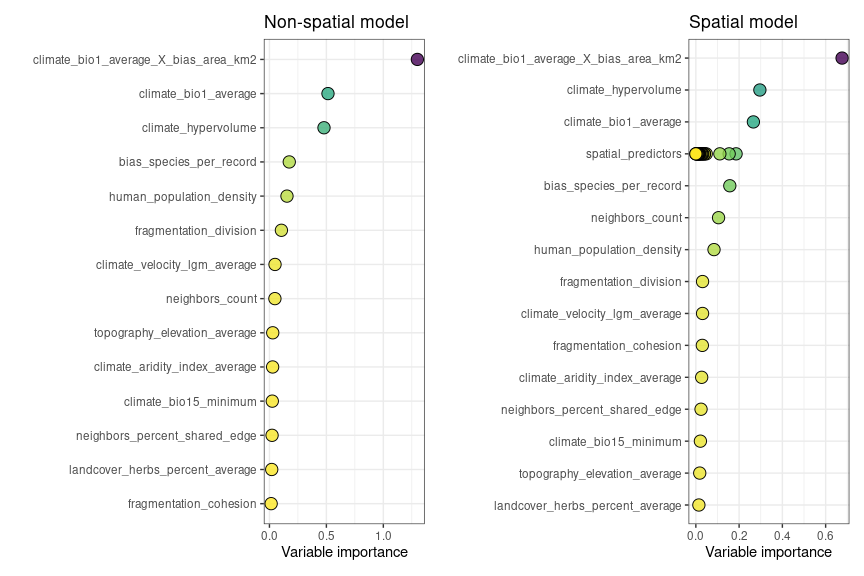 Non-spatial model
climate_bio1_average_X_bias_area_km2
climate_bio1_average
climate_hypervolume
bias_species_per_record
human_population_density
fragmentation_division
climate_velocity_lgm_average
neighbors_count
topography_elevation_average
climate_aridity_index_average
climate_bio15_minimum
neighbors_percent_shared_edge
landcover_herbs_percent_average
fragmentation_cohesion
0.0 0.5 1.0
Variable importance
Spatial model
climate_bio1_average_X_bias_area_km2
climate_hypervolume
climate_bio1_average
spatial_predictors
bias_species_per_record
neighbors_count
human_population_density
fragmentation_division
climate_velocity_lgm_average
fragmentation_cohesion
climate_aridity_index_average
neighbors_percent_shared_edge
climate_bio15_minimum
topography_elevation_average
landcover_herbs_percent_average
0.0 0.2 0.4 0.6
Variable importance